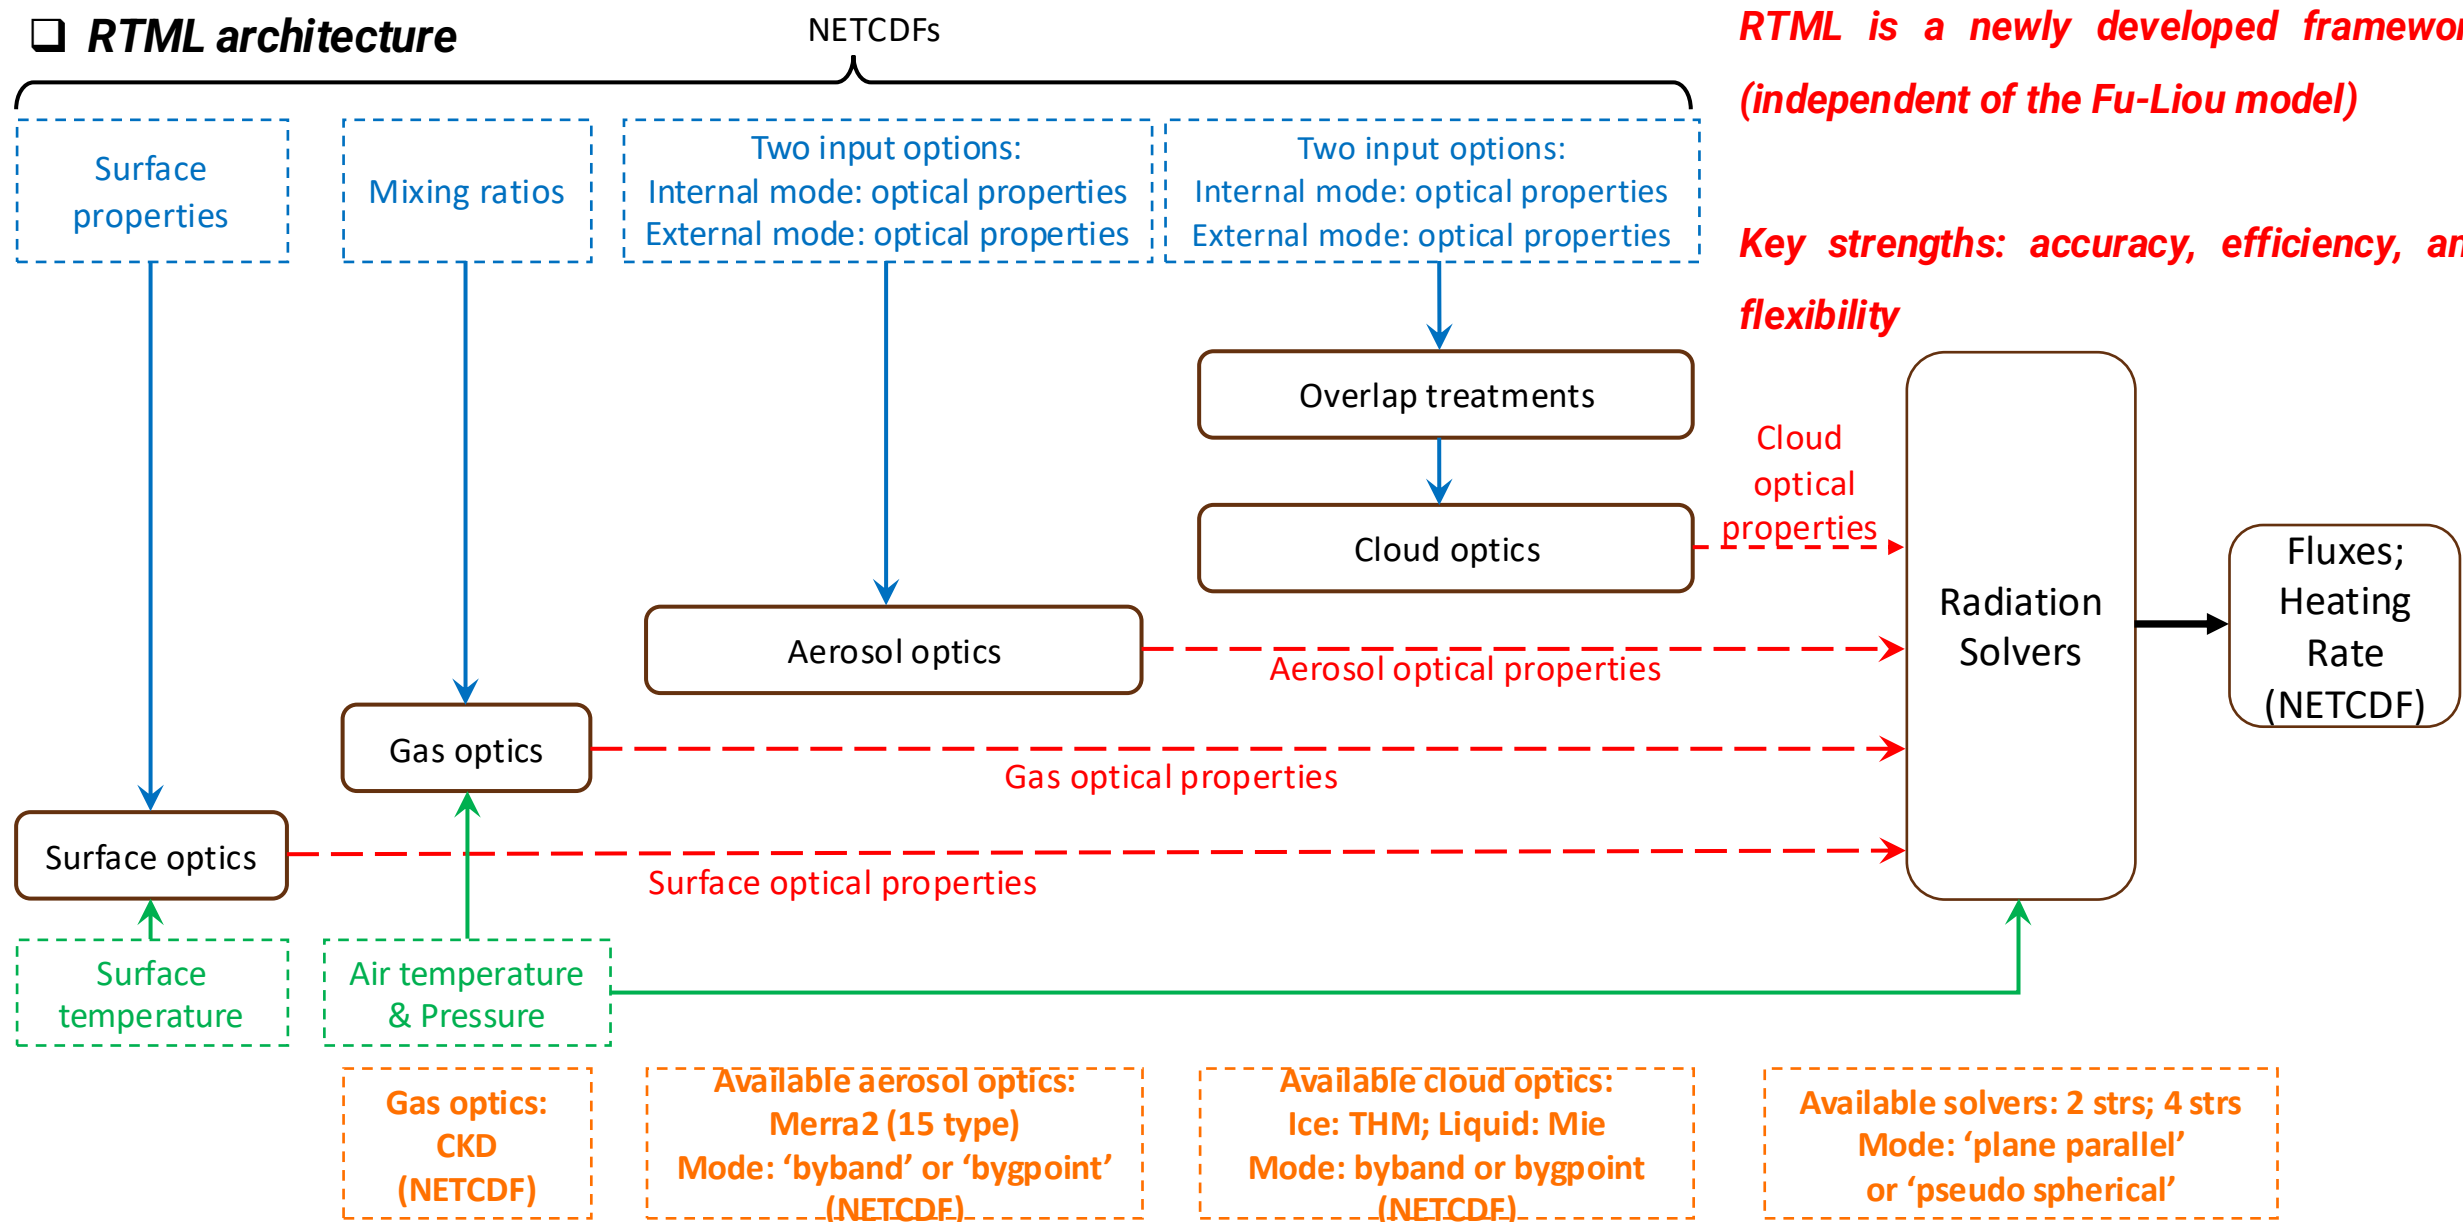 RTML architecture
NETCDFs
RTML is a newly developed framewor
(independent of the Fu-Liou model)
Key strengths: accuracy, efficiency, an
flexibility
Surface
properties
Mixing ratios
Two input options:
Internal mode: optical properties
External mode: optical properties
Two input options:
Internal mode: optical properties
External mode: optical properties
Overlap treatments
Cloud
optical
properties
Cloud optics
Aerosol optics
Aerosol optical properties
Radiation
Solvers
Fluxes;
Heating
Rate
(NETCDF)
Gas optics
Gas optical properties
Surface optics
Surface optical properties
Surface
temperature
Air temperature
& Pressure
Gas optics:
CKD
(NETCDF)
Available aerosol optics:
Merra2 (15 type)
Mode: ‘byband’ or ‘bygpoint’
(NETCDF)
Available cloud optics:
Ice: THM; Liquid: Mie
Mode: byband or bygpoint
(NETCDF)
Available solvers: 2 strs; 4 strs
Mode: ‘plane parallel’
or ‘pseudo spherical’